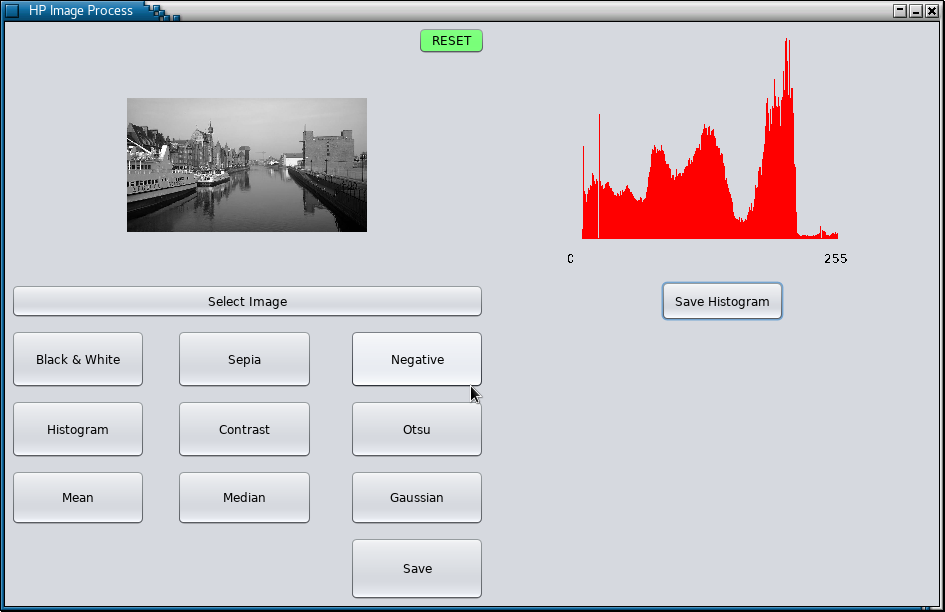 HP Image Process
RESET
0
255
Select Image
Save Histogram
Black & White
Sepia
Negative
Histogram
Contrast
Otsu
Mean
Median
Gaussian
Save